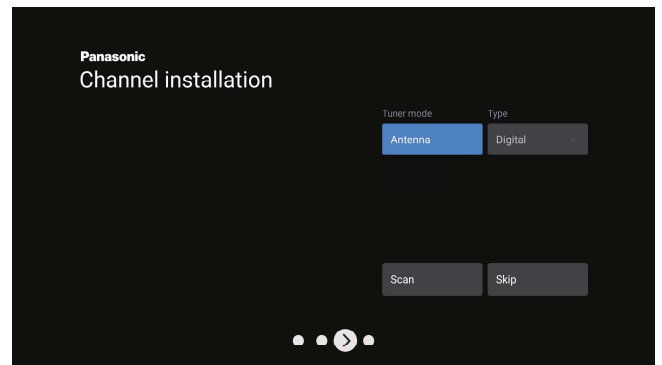 Panasonic
Channel installation
Tuner mode Type
Antenna Digital
Scan Skip